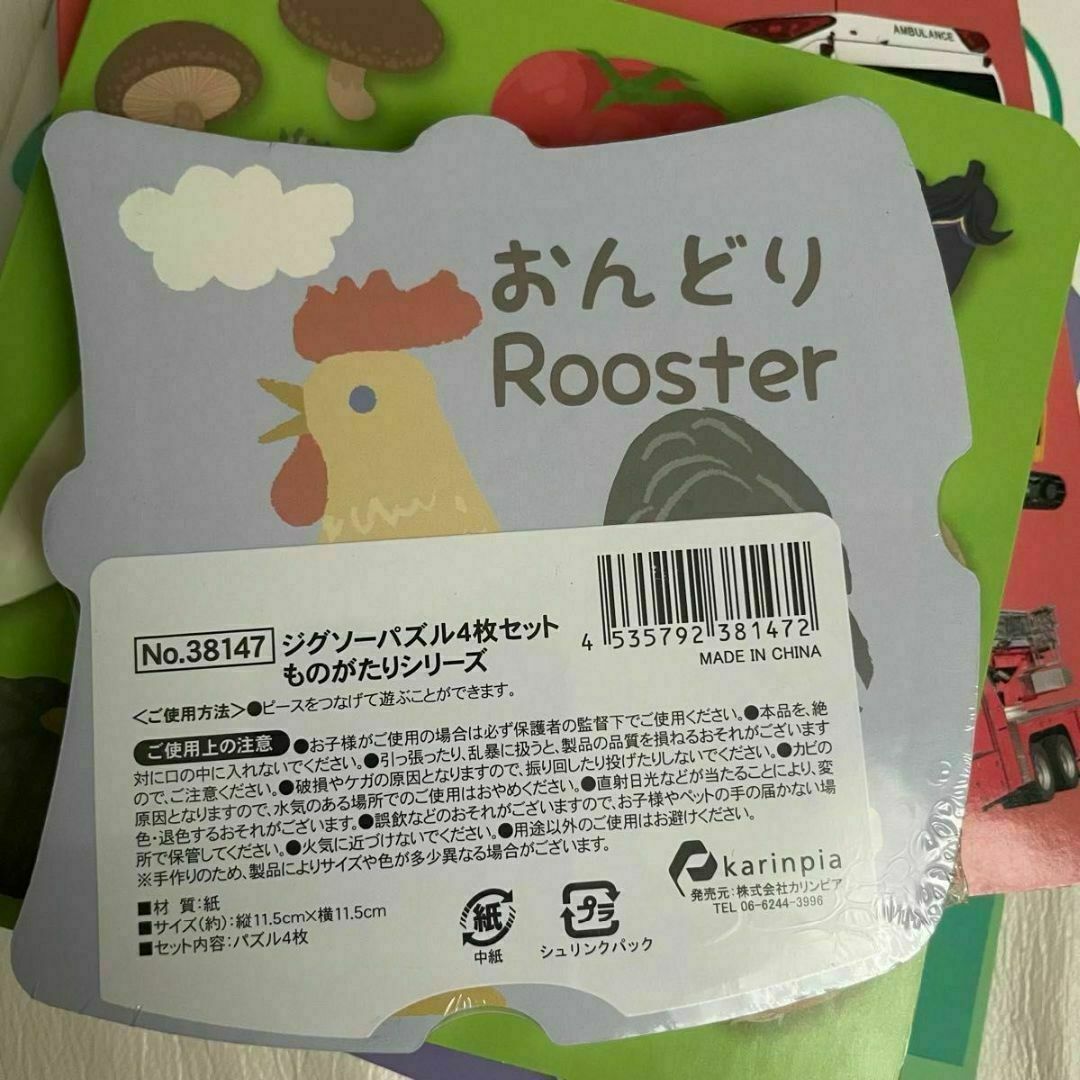 AMBULANCE
おんどり
Rooster
No.38147
ジグソーパズル4枚セット
ものがたりシリーズ
4 535792 381472
MADE IN CHINA
<ご使用方法>●ピースをつなげて遊ぶことができます。
ご使用上の注意 ●お子様がご使用の場合は必ず保護者の監督下でご使用ください。●本品を、絶
対に口の中に入れないでください。●引っ張ったり、乱暴に扱うと、製品の品質を損ねるおそれがございます
ので、ご注意ください。●破損やケガの原因となりますので、振り回したり投げたりしないでください。●カビの
原因となりますので、水気のある場所でのご使用はおやめください。●直射日光などが当たることにより、変
色・退色するおそれがございます。●誤飲などのおそれがございますので、お子様やペットの手の届かない場
所で保管してください。●火気に近づけないでください。●用途以外のご使用はお避けください。
※手作りのため、製品によりサイズや色が多少異なる場合がございます。
■材 質:紙
■サイズ(約):縦11.5cm×横11.5cm
■セット内容:パズル4枚
紙
中紙
プラ
シュリンクパック
karinpia
発売元:株式会社カリンピア
TEL 06-6244-3996